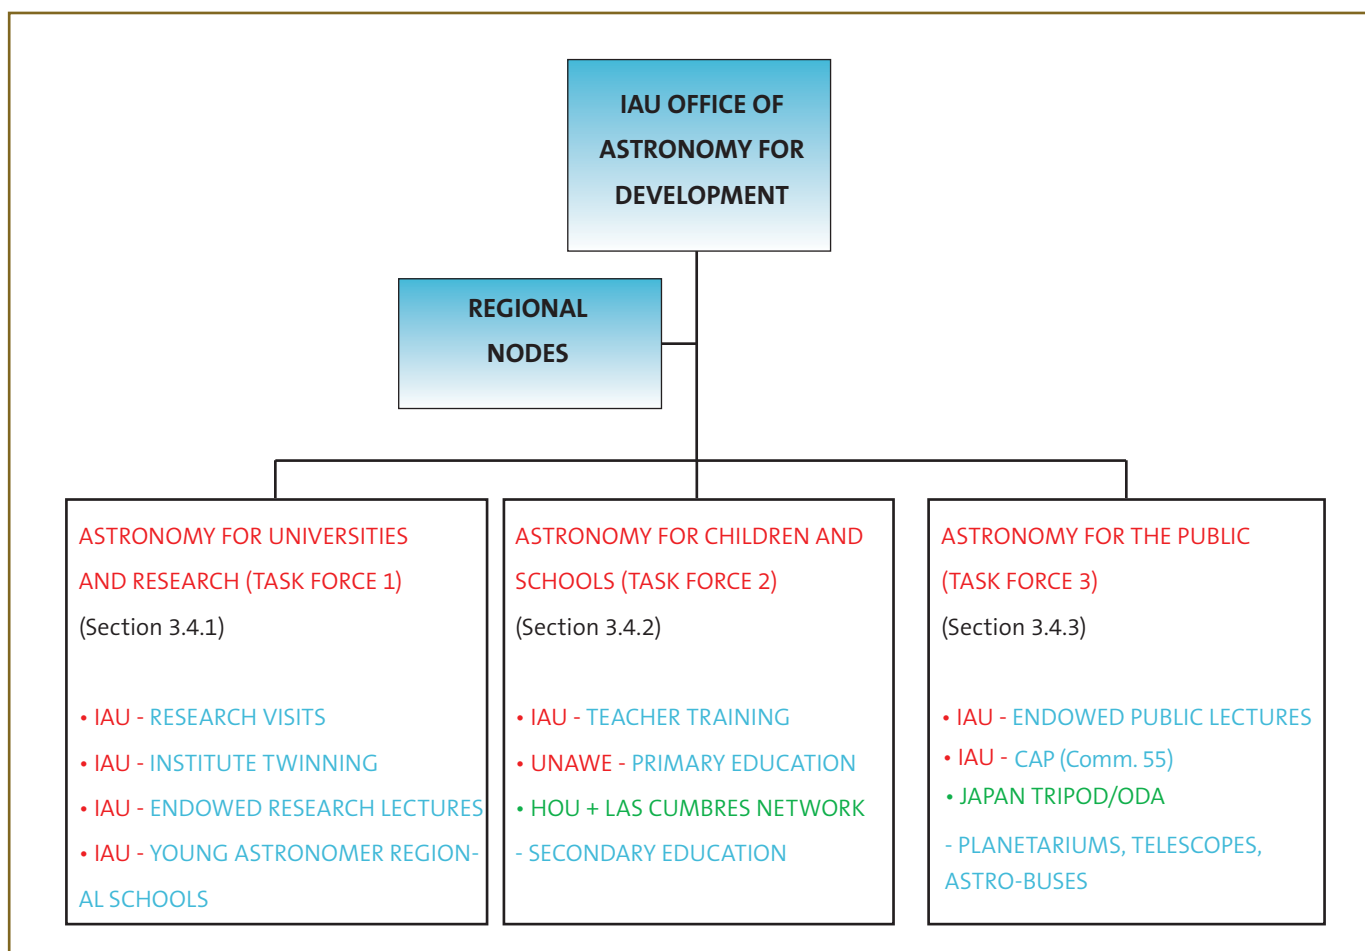 IAU OFFICE OF
ASTRONOMY FOR
DEVELOPMENT
REGIONAL
NODES
ASTRONOMY FOR UNIVERSITIES
AND RESEARCH (TASK FORCE 1)
(Section 3.4.1)
• IAU - RESEARCH VISITS
• IAU - INSTITUTE TWINNING
• IAU - ENDOWED RESEARCH LECTURES
• IAU - YOUNG ASTRONOMER REGION-
AL SCHOOLS
ASTRONOMY FOR CHILDREN AND
SCHOOLS (TASK FORCE 2)
(Section 3.4.2)
• IAU - TEACHER TRAINING
• UNAWE - PRIMARY EDUCATION
• HOU + LAS CUMBRES NETWORK
- SECONDARY EDUCATION
ASTRONOMY FOR THE PUBLIC
(TASK FORCE 3)
(Section 3.4.3)
• IAU - ENDOWED PUBLIC LECTURES
• IAU - CAP (Comm. 55)
• JAPAN TRIPOD/ODA
- PLANETARIUMS, TELESCOPES,
ASTRO-BUSES